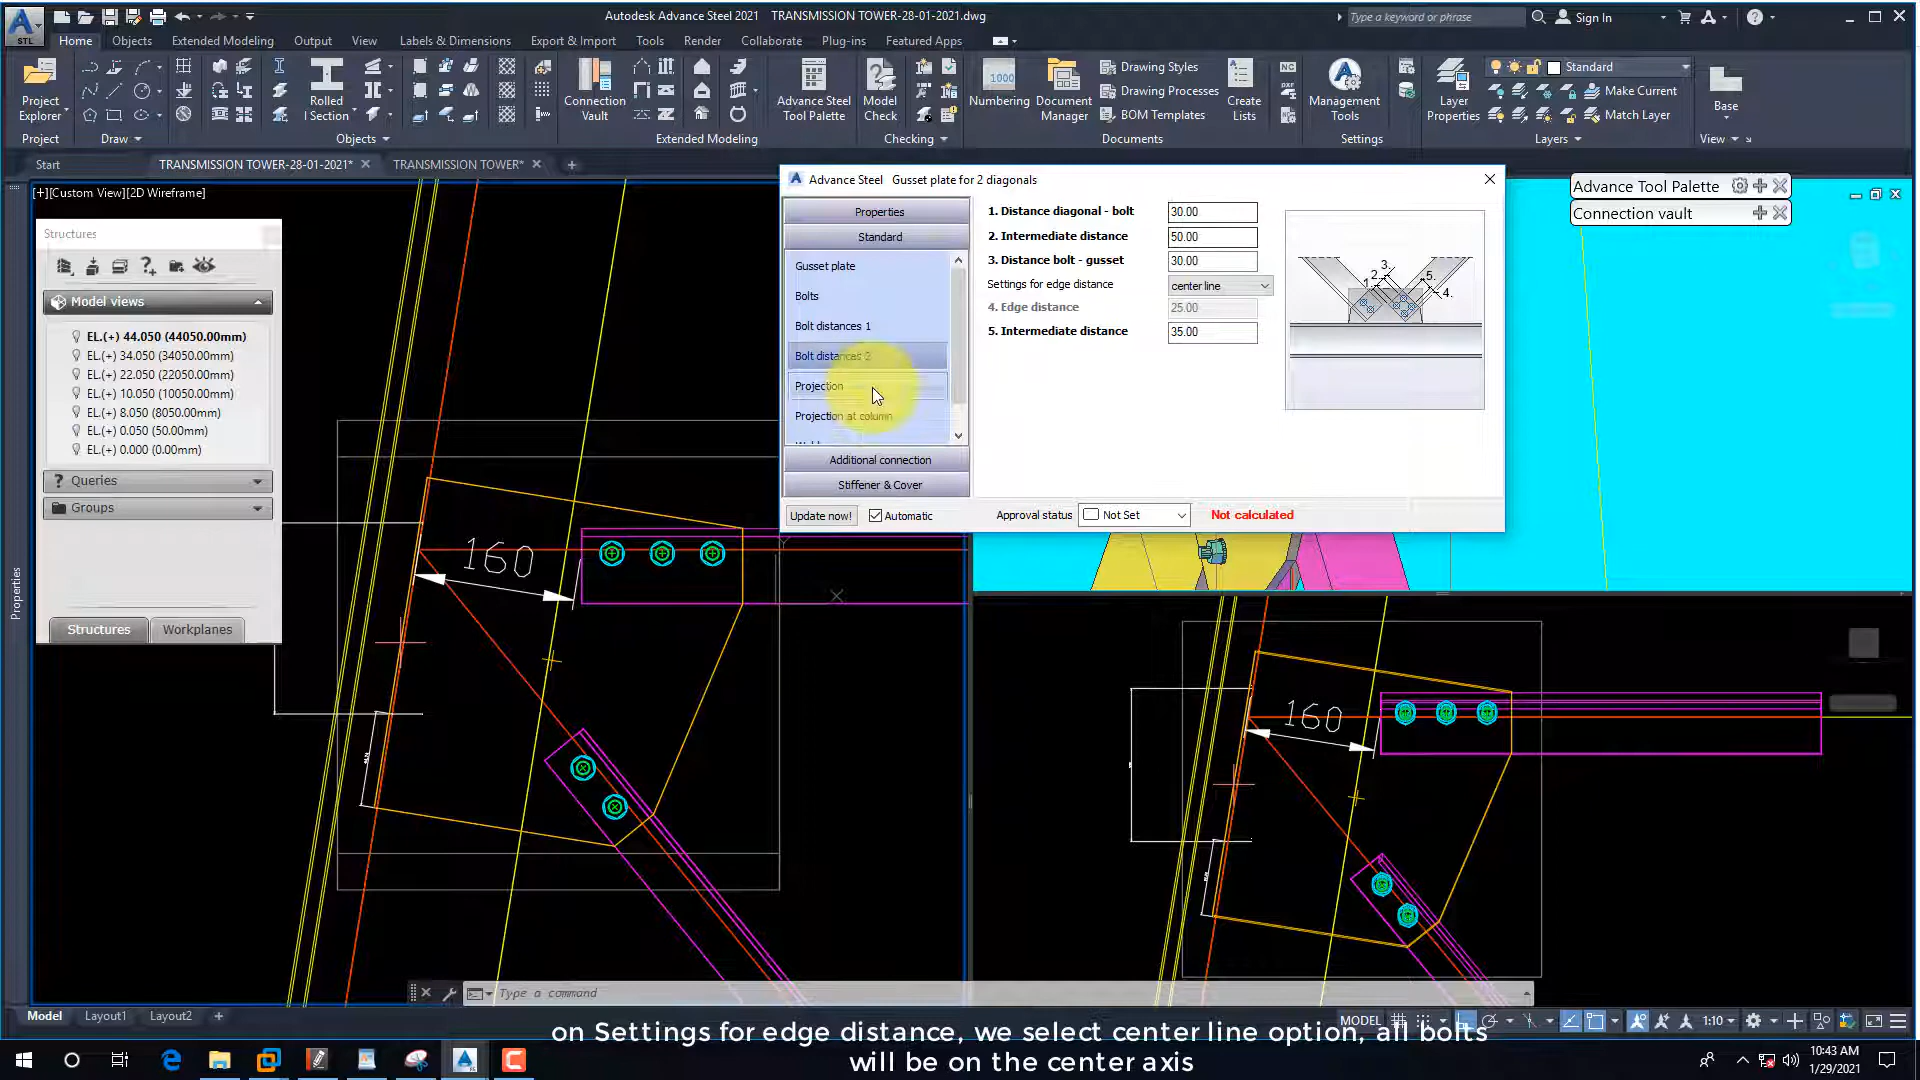 Autodesk Advance Steel 2021 TRANSMISSION TOWER-28-01-2021.dwg
Type a keyword or phrase
Sign In
STL
Home Objects Extended Modeling Output View Labels & Dimensions Export & Import Tools Render Collaborate Plug-ins Featured Apps
Project Explorer
Rolled I Section
Connection Vault
Advance Steel Tool Palette
Model Check
1000
Numbering
Document Manager
Drawing Styles
Drawing Processes
BOM Templates
Create Lists
NC
DXF
Management Tools
Layer Properties
Standard
Make Current
Match Layer
Base
Project
Draw
Objects
Extended Modeling
Checking
Documents
Settings
Layers
View
Start
TRANSMISSION TOWER-28-01-2021*
TRANSMISSION TOWER*
[+][Custom View][2D Wireframe]
Structures
Model views
EL.(+) 44.050 (44050.00mm)
EL.(+) 34.050 (34050.00mm)
EL.(+) 22.050 (22050.00mm)
EL.(+) 10.050 (10050.00mm)
EL.(+) 8.050 (8050.00mm)
EL.(+) 0.050 (50.00mm)
EL.(+) 0.000 (0.00mm)
Queries
Groups
Structures
Workplanes
Properties
Advance Steel Gusset plate for 2 diagonals
Properties
Standard
Gusset plate
Bolts
Bolt distances 1
Bolt distances 2
Projection
Projection at column
Additional connection
Stiffener & Cover
1. Distance diagonal - bolt 30.00
2. Intermediate distance 50.00
3. Distance bolt - gusset 30.00
Settings for edge distance center line
4. Edge distance 25.00
5. Intermediate distance 35.00
1. 2. 3. 5. 4.
Update now!
Automatic
Approval status
Not Set
Not calculated
Advance Tool Palette
Connection vault
160
Y
X
160
Type a command
Model Layout1 Layout2
MODEL
1:10
on Settings for edge distance, we select center line option, all bolts
will be on the center axis
10:43 AM
1/29/2021